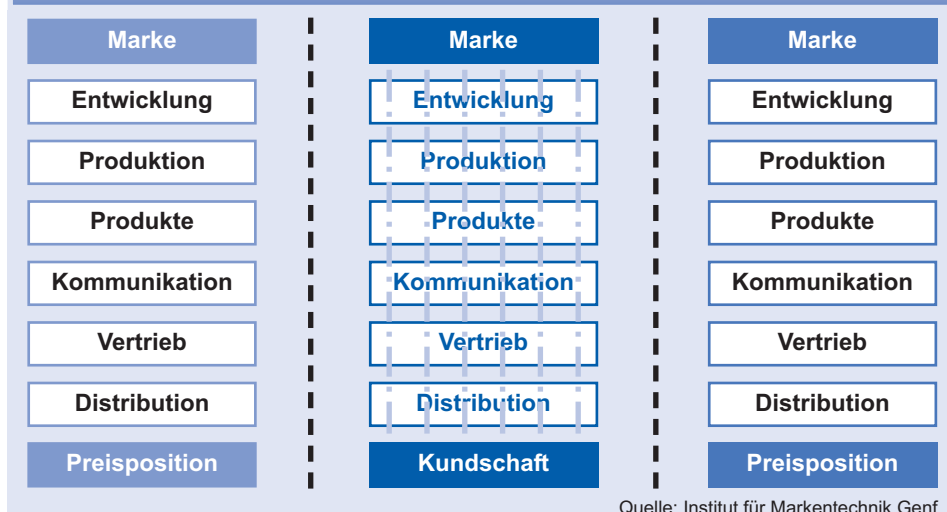 Marke
Entwicklung
Produktion
Produkte
Kommunikation
Vertrieb
Distribution
Preisposition
Marke
Entwicklung
Produktion
Produkte
Kommunikation
Vertrieb
Distribution
Kundschaft
Marke
Entwicklung
Produktion
Produkte
Kommunikation
Vertrieb
Distribution
Preisposition
Quelle: Institut für Markentechnik Genf